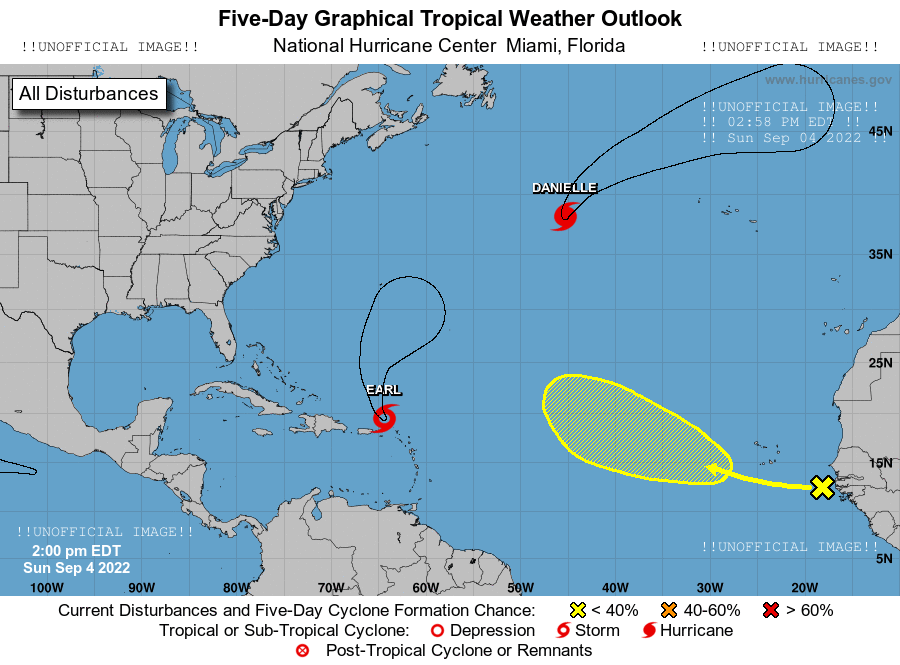 Five-Day Graphical Tropical Weather Outlook
!!UNOFFICIAL IMAGE!!
National Hurricane Center  Miami, Florida
!!UNOFFICIAL IMAGE!!
All Disturbances
www.hurricanes.gov
!!UNOFFICIAL IMAGE!!
!! 02:58 PM EDT !!
!! Sun Sep 04 2022 !!
45N
DANIELLE
35N
25N
EARL
15N
!!UNOFFICIAL IMAGE!!
2:00 pm EDT
Sun Sep 4 2022
!!UNOFFICIAL IMAGE!!
5N
100W 90W 80W 70W 60W 50W 40W 30W 20W
Current Disturbances and Five-Day Cyclone Formation Chance: < 40% 40-60% > 60%
Tropical or Sub-Tropical Cyclone: Depression Storm Hurricane
Post-Tropical Cyclone or Remnants